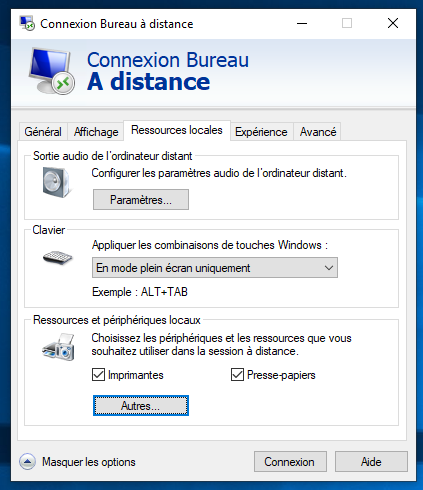 Connexion Bureau à distance
Connexion Bureau
A distance
Général Affichage Ressources locales Expérience Avancé
Sortie audio de l'ordinateur distant
Configurer les paramètres audio de l'ordinateur distant.
Paramètres...
Clavier
Appliquer les combinaisons de touches Windows :
En mode plein écran uniquement
Exemple : ALT+TAB
Ressources et périphériques locaux
Choisissez les périphériques et les ressources que vous
souhaitez utiliser dans la session à distance.
Imprimantes Presse-papiers
Autres...
Masquer les options Connexion Aide